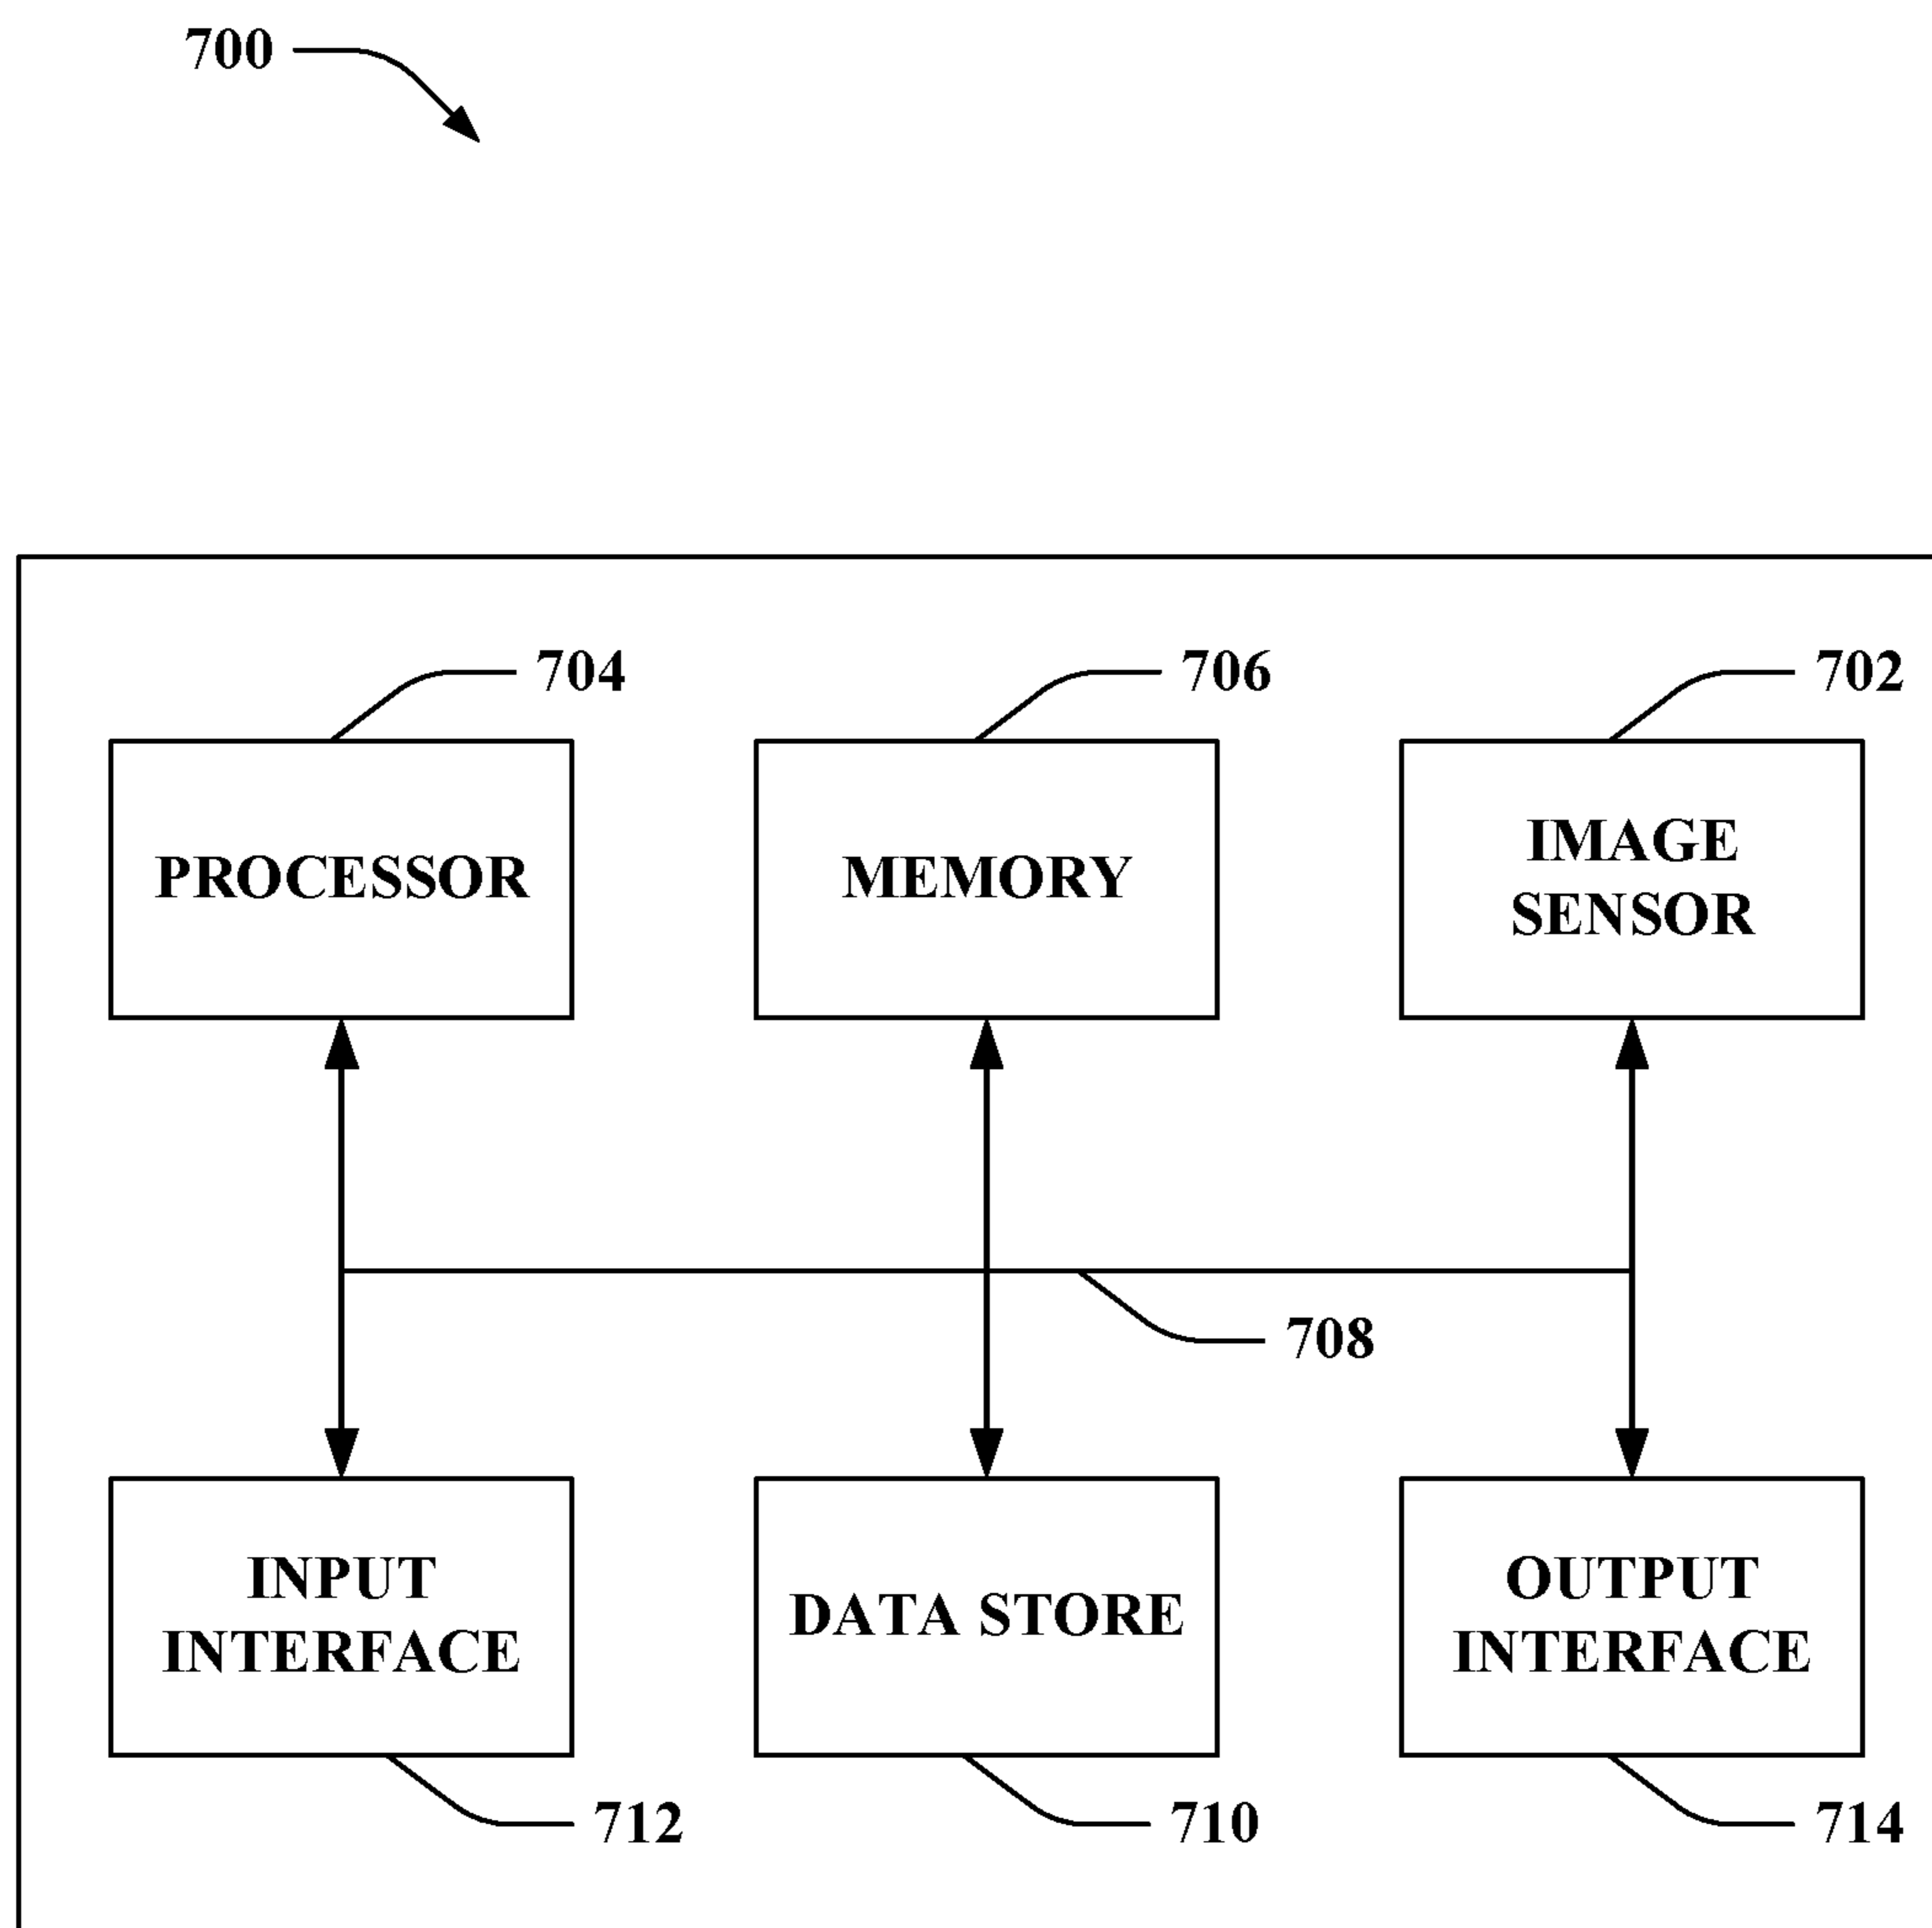 700
704
706
702
PROCESSOR
MEMORY
IMAGE
SENSOR
708
INPUT
INTERFACE
DATA STORE
OUTPUT
INTERFACE
712
710
714